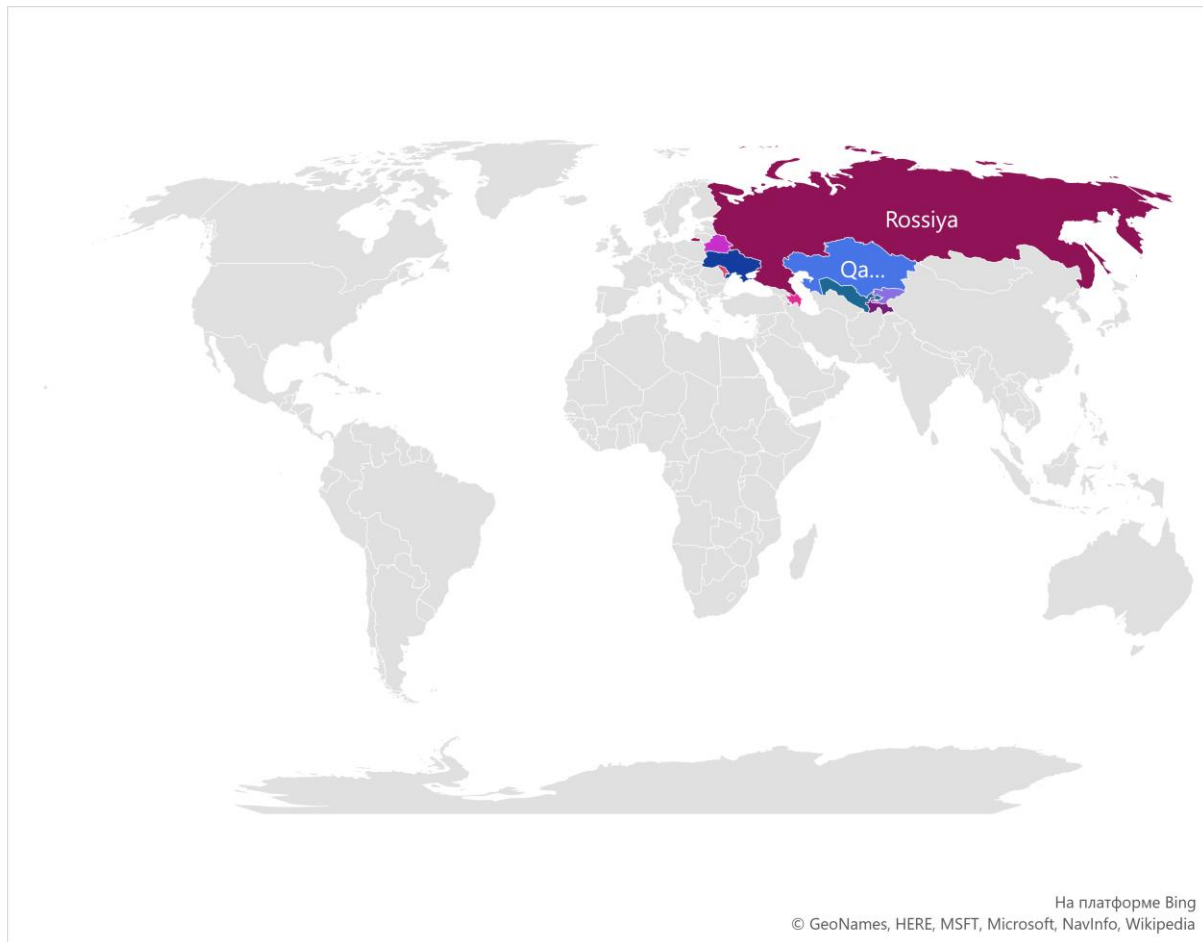 Rossiya
Qa...
На платформе Bing
© GeoNames, HERE, MSFT, Microsoft, NavInfo, Wikipedia